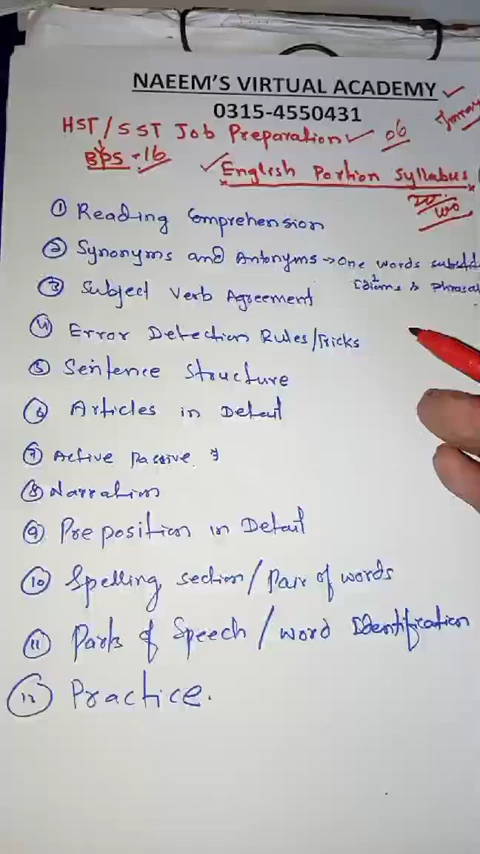 NAEEM'S VIRTUAL ACADEMY
0315-4550431
HST/SST Job Preparation 06
BPS-16
English Portion Syllabus
20/100
① Reading Comprehension
② Synonyms and Antonyms → One words
Idioms & Phrasal
③ Subject Verb Agreement
④ Error Detection Rules/Tricks
⑤ Sentence Structure
⑥ Articles in Detail
⑦ Active Passive
⑧ Narration
⑨ Preposition in Detail
⑩ Spelling section/Pair of words
⑪ Parts of Speech/word Identification
⑫ Practice.